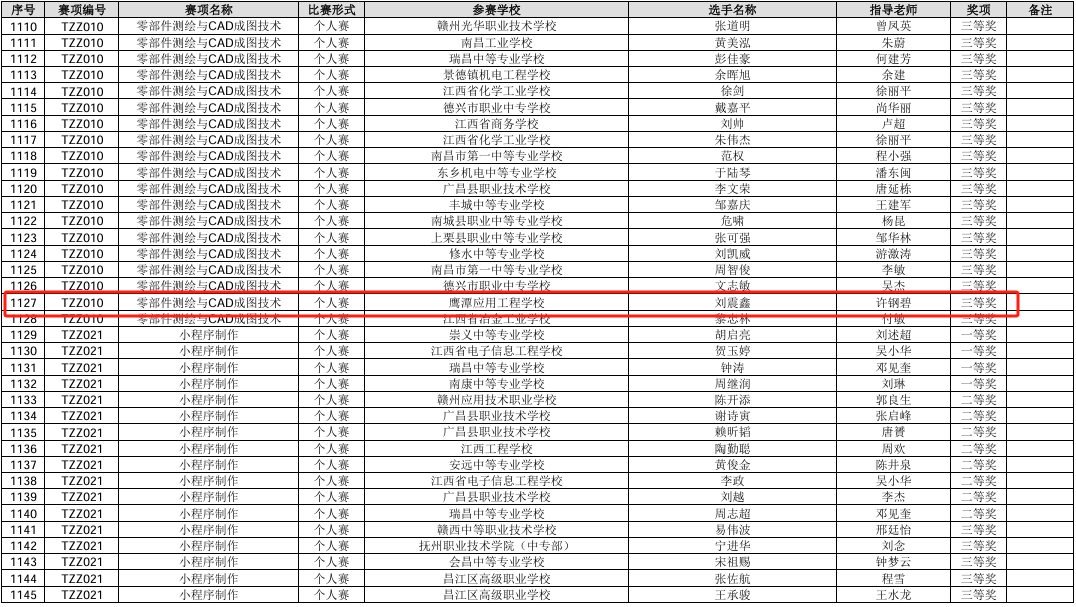 序号 赛项编号 赛项名称 比赛形式 参赛学校 选手名称 指导老师 奖项 备注
1110 TZZ010 零部件测绘与CAD成图技术 个人赛 赣州光华职业技术学校 张道明 曾凤英 三等奖
1111 TZZ010 零部件测绘与CAD成图技术 个人赛 南昌工业学校 黄美泓 朱蔚 三等奖
1112 TZZ010 零部件测绘与CAD成图技术 个人赛 瑞昌中等专业学校 彭佳豪 何建芳 三等奖
1113 TZZ010 零部件测绘与CAD成图技术 个人赛 景德镇机电工程学校 余晖旭 余建 三等奖
1114 TZZ010 零部件测绘与CAD成图技术 个人赛 江西省化学工业学校 徐剑 徐丽平 三等奖
1115 TZZ010 零部件测绘与CAD成图技术 个人赛 德兴市职业中专学校 戴嘉平 尚华丽 三等奖
1116 TZZ010 零部件测绘与CAD成图技术 个人赛 江西省商务学校 刘帅 卢超 三等奖
1117 TZZ010 零部件测绘与CAD成图技术 个人赛 江西省化学工业学校 朱伟杰 徐丽平 三等奖
1118 TZZ010 零部件测绘与CAD成图技术 个人赛 南昌市第一中等专业学校 范权 程小强 三等奖
1119 TZZ010 零部件测绘与CAD成图技术 个人赛 东乡机电中等专业学校 于陆琴 潘东闽 三等奖
1120 TZZ010 零部件测绘与CAD成图技术 个人赛 广昌县职业技术学校 李文荣 唐延栋 三等奖
1121 TZZ010 零部件测绘与CAD成图技术 个人赛 丰城中等专业学校 邹嘉庆 王建军 三等奖
1122 TZZ010 零部件测绘与CAD成图技术 个人赛 南城县职业中等专业学校 危啸 杨昆 三等奖
1123 TZZ010 零部件测绘与CAD成图技术 个人赛 上栗县职业中等专业学校 张可强 邹华林 三等奖
1124 TZZ010 零部件测绘与CAD成图技术 个人赛 修水中等专业学校 刘凯威 游激涛 三等奖
1125 TZZ010 零部件测绘与CAD成图技术 个人赛 南昌市第一中等专业学校 周智俊 李敏 三等奖
1126 TZZ010 零部件测绘与CAD成图技术 个人赛 德兴市职业中专学校 文志敏 吴杰 三等奖
1127 TZZ010 零部件测绘与CAD成图技术 个人赛 鹰潭应用工程学校 刘震鑫 许钢碧 三等奖
1128 TZZ010 零部件测绘与CAD成图技术 个人赛 江西省冶金工业学校 黎志林 付敏 三等奖
1129 TZZ021 小程序制作 个人赛 崇义中等专业学校 胡启亮 刘述超 一等奖
1130 TZZ021 小程序制作 个人赛 江西省电子信息工程学校 贺玉婷 吴小华 一等奖
1131 TZZ021 小程序制作 个人赛 瑞昌中等专业学校 钟涛 邓见奎 一等奖
1132 TZZ021 小程序制作 个人赛 南康中等专业学校 周继润 刘琳 一等奖
1133 TZZ021 小程序制作 个人赛 赣州应用技术职业学校 陈开添 郭良生 二等奖
1134 TZZ021 小程序制作 个人赛 广昌县职业技术学校 谢诗寅 张启峰 二等奖
1135 TZZ021 小程序制作 个人赛 广昌县职业技术学校 赖昕韬 唐赟 二等奖
1136 TZZ021 小程序制作 个人赛 江西工程学校 陶勤聪 周欢 二等奖
1137 TZZ021 小程序制作 个人赛 安远中等专业学校 黄俊金 陈井泉 二等奖
1138 TZZ021 小程序制作 个人赛 江西省电子信息工程学校 李政 吴小华 二等奖
1139 TZZ021 小程序制作 个人赛 广昌县职业技术学校 刘越 李杰 二等奖
1140 TZZ021 小程序制作 个人赛 瑞昌中等专业学校 周志超 邓见奎 二等奖
1141 TZZ021 小程序制作 个人赛 赣西中等职业技术学校 易伟波 邢廷怡 三等奖
1142 TZZ021 小程序制作 个人赛 抚州职业技术学院（中专部） 宁进华 刘念 三等奖
1143 TZZ021 小程序制作 个人赛 会昌中等专业学校 宋祖赐 钟梦云 三等奖
1144 TZZ021 小程序制作 个人赛 昌江区高级职业学校 张佐航 程雪 三等奖
1145 TZZ021 小程序制作 个人赛 昌江区高级职业学校 王承骏 王水龙 三等奖